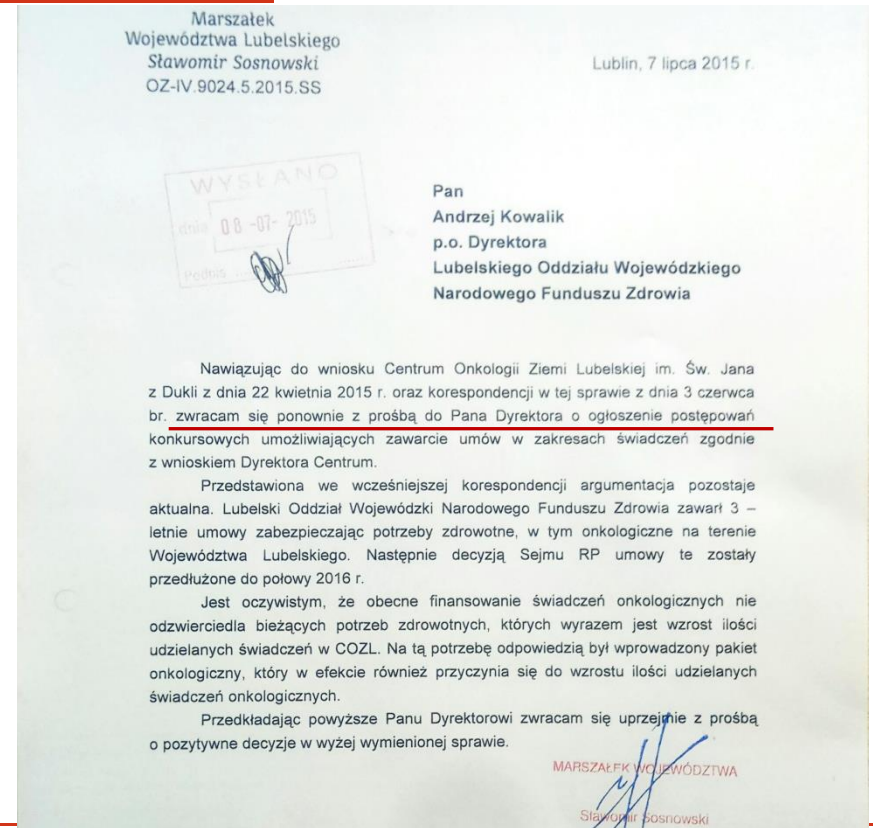 Marszałek
Województwa Lubelskiego
Sławomir Sosnowski
OZ-IV.9024.5.2015.SS
Lublin, 7 lipca 2015 r.
WYSŁANO
dnia 08 -07- 2015
Podpis
Pan
Andrzej Kowalik
p.o. Dyrektora
Lubelskiego Oddziału Wojewódzkiego
Narodowego Funduszu Zdrowia
Nawiązując do wniosku Centrum Onkologii Ziemi Lubelskiej im. Św. Jana
z Dukli z dnia 22 kwietnia 2015 r. oraz korespondencji w tej sprawie z dnia 3 czerwca
br. zwracam się ponownie z prośbą do Pana Dyrektora o ogłoszenie postępowań
konkursowych umożliwiających zawarcie umów w zakresach świadczeń zgodnie
z wnioskiem Dyrektora Centrum.
Przedstawiona we wcześniejszej korespondencji argumentacja pozostaje
aktualna. Lubelski Oddział Wojewódzki Narodowego Funduszu Zdrowia zawarł 3 –
letnie umowy zabezpieczając potrzeby zdrowotne, w tym onkologiczne na terenie
Województwa Lubelskiego. Następnie decyzją Sejmu RP umowy te zostały
przedłużone do połowy 2016 r.
Jest oczywistym, że obecne finansowanie świadczeń onkologicznych nie
odzwierciedla bieżących potrzeb zdrowotnych, których wyrazem jest wzrost ilości
udzielanych świadczeń w COZL. Na tą potrzebę odpowiedzią był wprowadzony pakiet
onkologiczny, który w efekcie również przyczynia się do wzrostu ilości udzielanych
świadczeń onkologicznych.
Przedkładając powyższe Panu Dyrektorowi zwracam się uprzejmie z prośbą
o pozytywne decyzje w wyżej wymienionej sprawie.
MARSZAŁEK WOJEWÓDZTWA
Sławomir Sosnowski